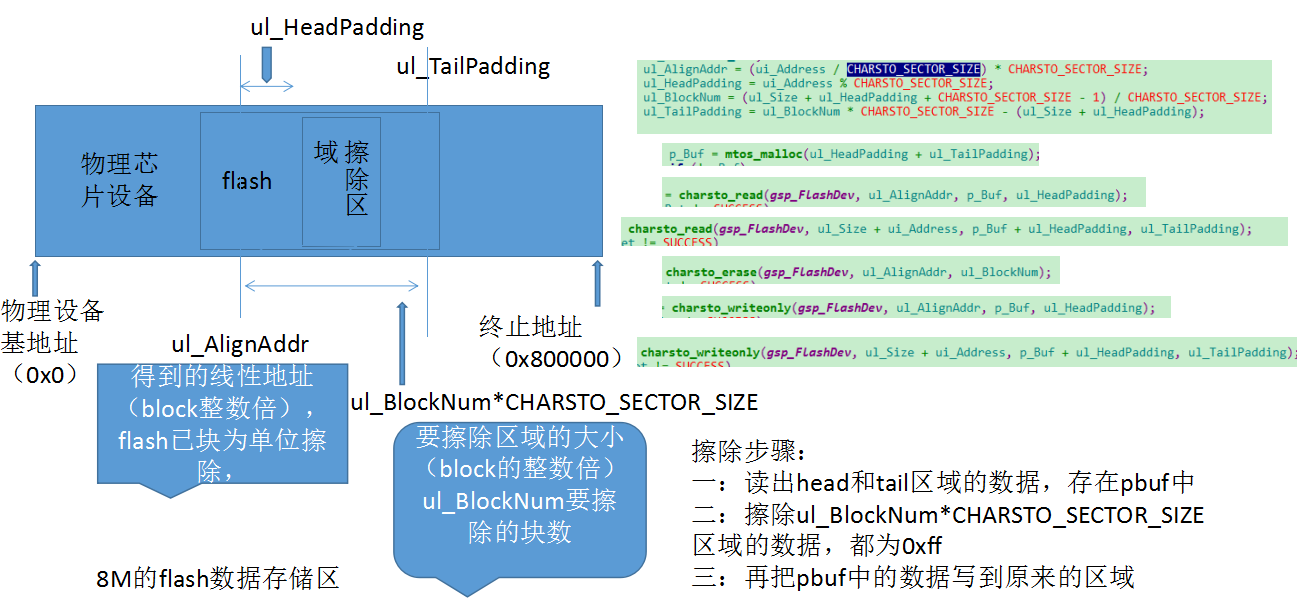 ul_HeadPadding
ul_TailPadding
物理芯
片设备
flash
擦除区
域
物理设备
基地址
（0x0）
ul_AlignAddr
得到的线性地址
（block整数倍），
flash已块为单位擦
除，
终止地址
（0x800000）
ul_BlockNum*CHARSTO_SECTOR_SIZE
要擦除区域的大小
（block的整数倍）
ul_BlockNum要擦
除的块数
8M的flash数据存储区
ul_AlignAddr = (ui_Address / CHARSTO_SECTOR_SIZE) * CHARSTO_SECTOR_SIZE;
ul_HeadPadding = ui_Address % CHARSTO_SECTOR_SIZE;
ul_BlockNum = (ul_Size + ul_HeadPadding + CHARSTO_SECTOR_SIZE - 1) / CHARSTO_SECTOR_SIZE;
ul_TailPadding = ul_BlockNum * CHARSTO_SECTOR_SIZE - (ul_Size + ul_HeadPadding);
p_Buf = mtos_malloc(ul_HeadPadding + ul_TailPadding);
= charsto_read(gsp_FlashDev, ul_AlignAddr, p_Buf, ul_HeadPadding);
charsto_read(gsp_FlashDev, ul_Size + ui_Address, p_Buf + ul_HeadPadding, ul_TailPadding);
et != SUCCESS)
charsto_erase(gsp_FlashDev, ul_AlignAddr, ul_BlockNum);
charsto_writeonly(gsp_FlashDev, ul_AlignAddr, p_Buf, ul_HeadPadding);
charsto_writeonly(gsp_FlashDev, ul_Size + ui_Address, p_Buf + ul_HeadPadding, ul_TailPadding);
擦除步骤：
一：读出head和tail区域的数据，存在pbuf中
二：擦除ul_BlockNum*CHARSTO_SECTOR_SIZE
区域的数据，都为0xff
三：再把pbuf中的数据写到原来的区域